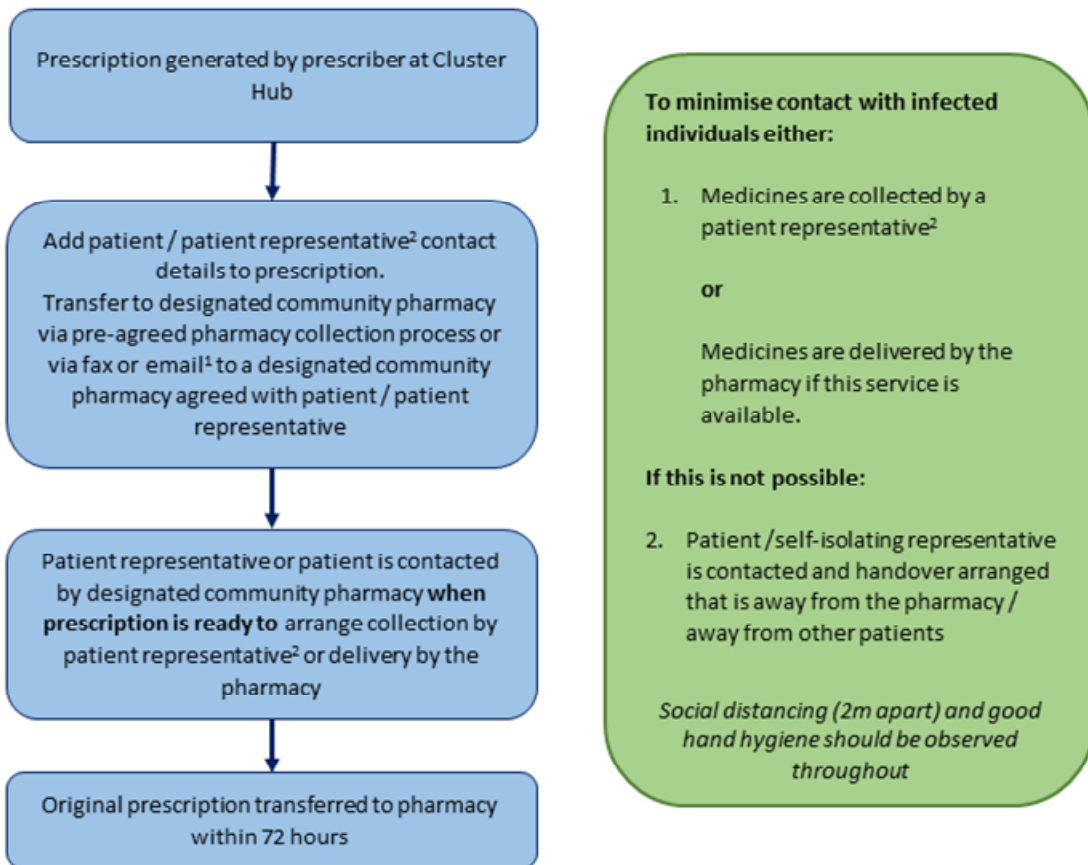 Prescription generated by prescriber at Cluster
Hub
Add patient / patient representative² contact
details to prescription.
Transfer to designated community pharmacy
via pre-agreed pharmacy collection process or
via fax or email¹ to a designated community
pharmacy agreed with patient / patient
representative
Patient representative or patient is contacted
by designated community pharmacy when
prescription is ready to arrange collection by
patient representative² or delivery by the
pharmacy
Original prescription transferred to pharmacy
within 72 hours
To minimise contact with infected
individuals either:
1. Medicines are collected by a
patient representative²
or
Medicines are delivered by the
pharmacy if this service is
available.
If this is not possible:
2. Patient /self-isolating representative
is contacted and handover arranged
that is away from the pharmacy /
away from other patients
Social distancing (2m apart) and good
hand hygiene should be observed
throughout